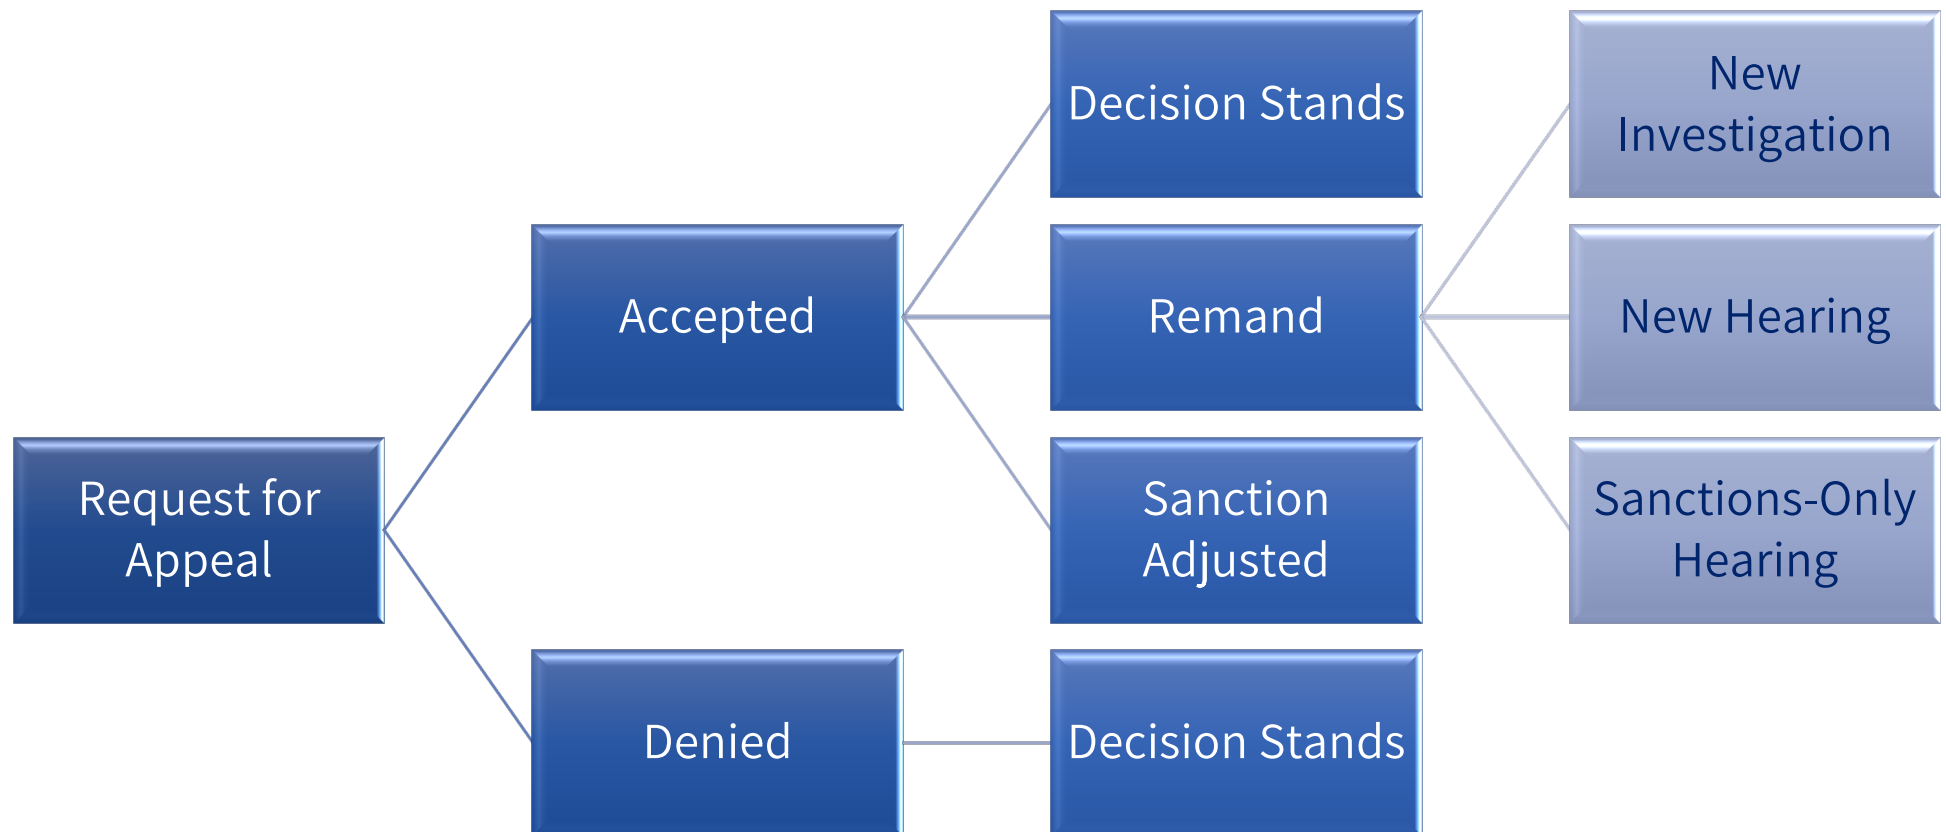 Request for
Appeal
Accepted
Denied
Decision Stands
Remand
Sanction
Adjusted
Decision Stands
New
Investigation
New Hearing
Sanctions-Only
Hearing